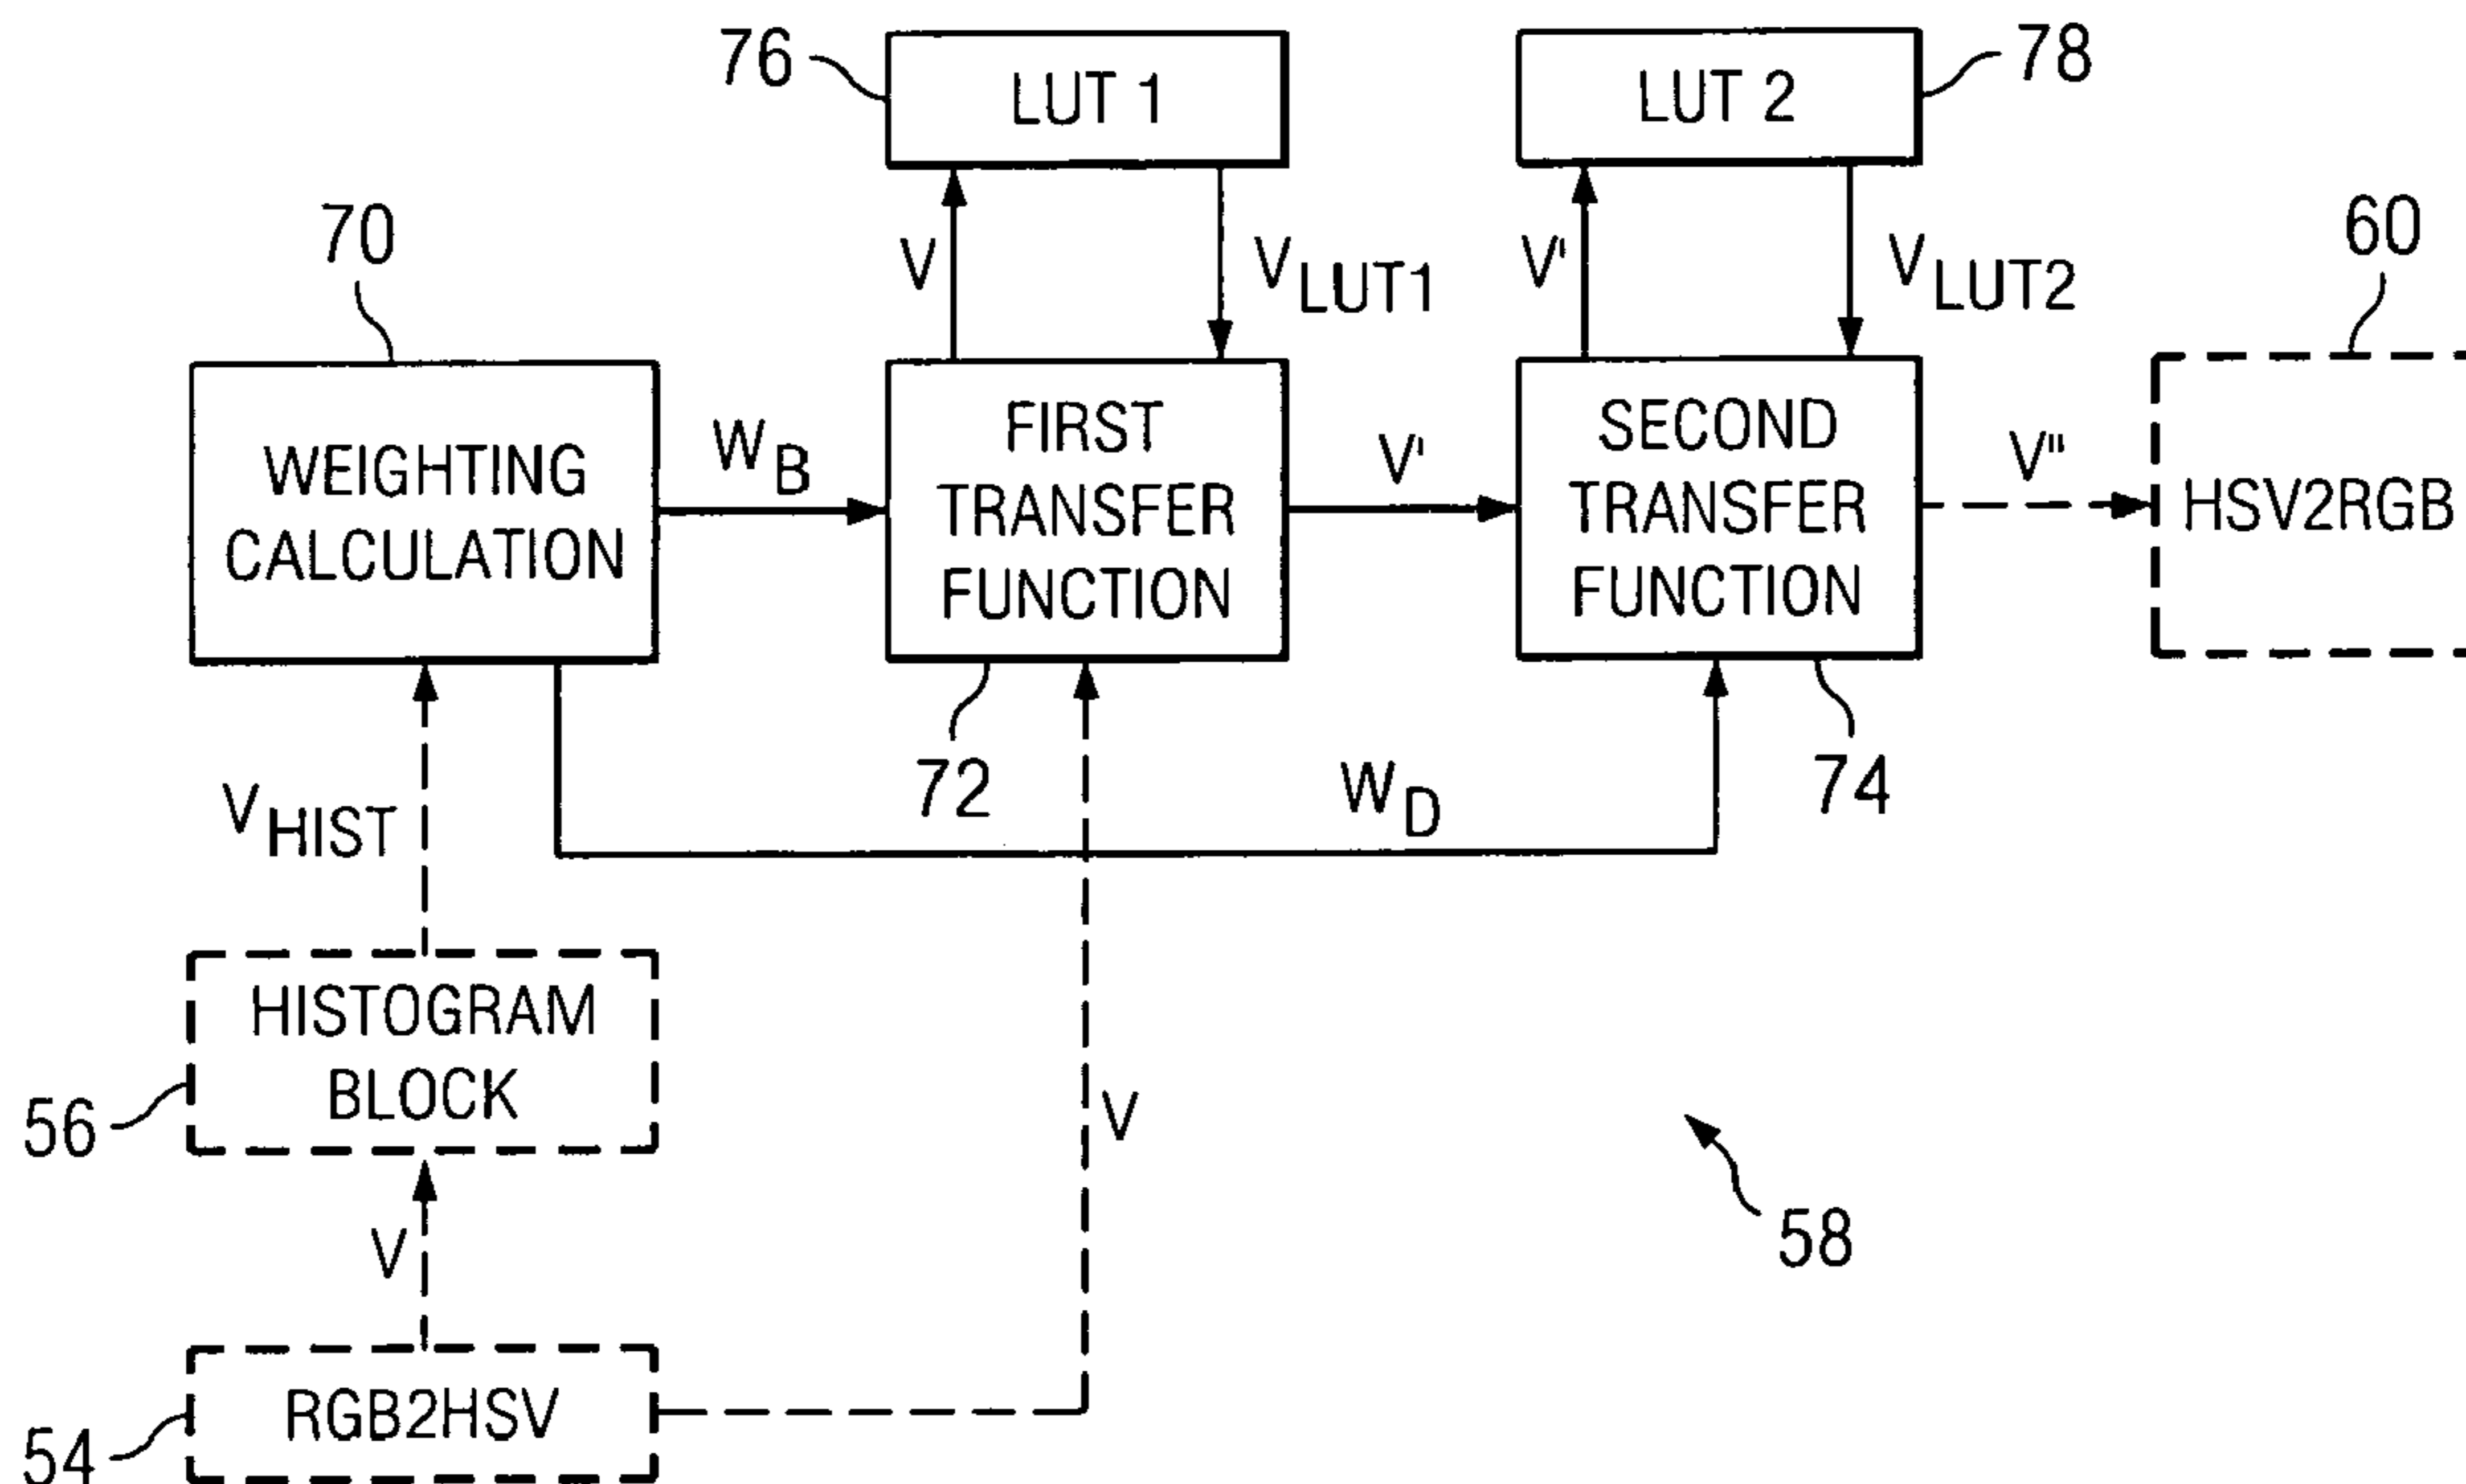 76
LUT 1
LUT 2
78
70
V
VLUT1
V'
VLUT2
60
WEIGHTING
CALCULATION
WB
FIRST
TRANSFER
FUNCTION
V'
SECOND
TRANSFER
FUNCTION
V"
HSV2RGB
72
74
VHIST
WD
HISTOGRAM
BLOCK
56
V
V
58
RGB2HSV
54